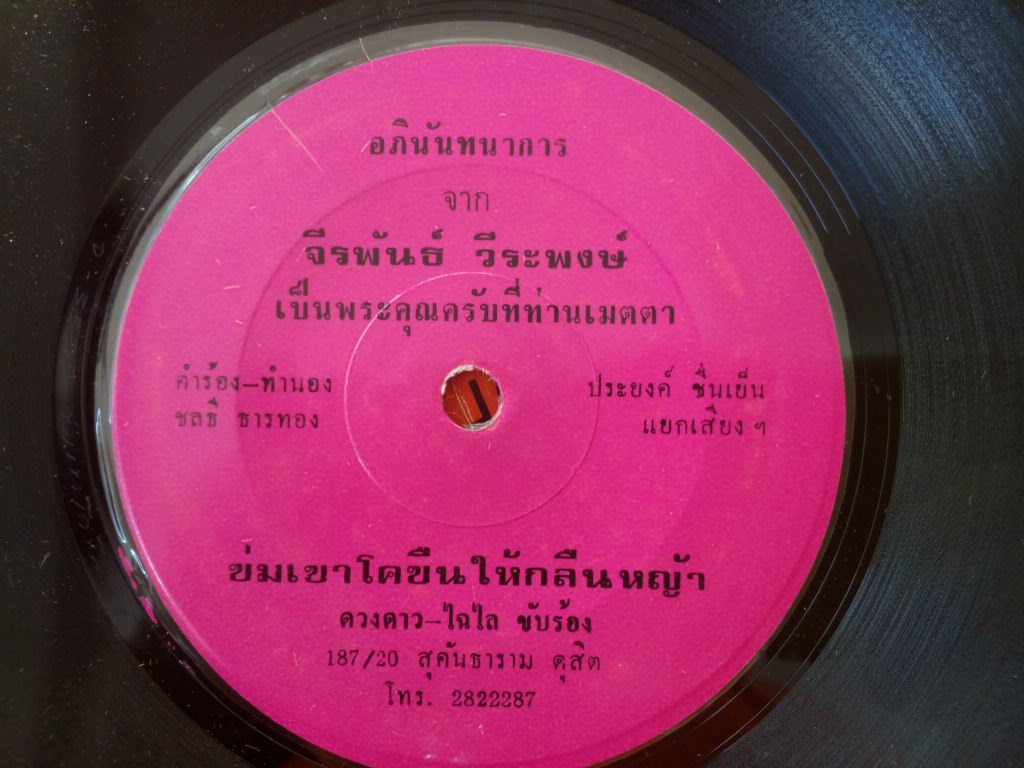 อภินันทนาการ
จาก
จีรพันธ์ วีระพงษ์
เป็นพระคุณครับที่ท่านเมตตา
คำร้อง-ทำนอง
ชลธี ธารทอง
ประยงค์ ชื่นเย็น
แยกเสียง ๆ
ข่มเขาโคขืนให้กลืนหญ้า
ดวงดาว-ไฉไล ขับร้อง
187/20 สุคันธาราม ดุสิต
โทร. 2822287